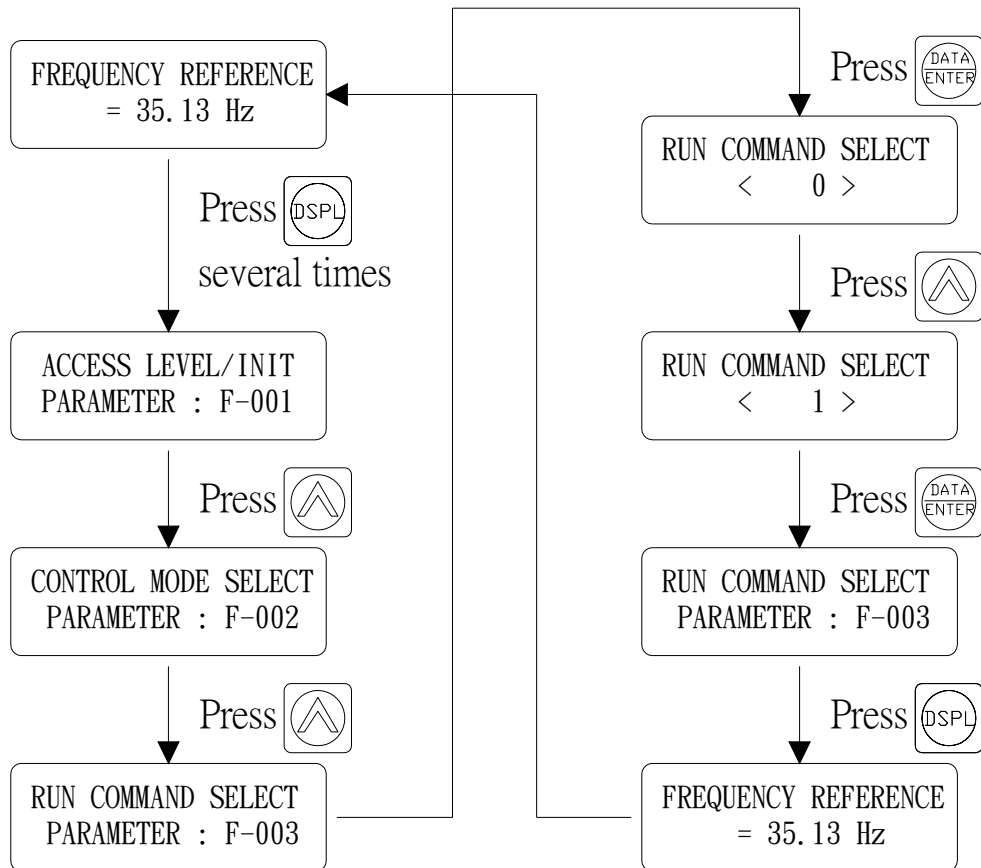 FREQUENCY REFERENCE
= 35.13 Hz
Press DSPL
several times
ACCESS LEVEL/INIT
PARAMETER : F-001
Press
CONTROL MODE SELECT
PARAMETER : F-002
Press
RUN COMMAND SELECT
PARAMETER : F-003
Press DATA
ENTER
RUN COMMAND SELECT
< 0 >
Press
RUN COMMAND SELECT
< 1 >
Press DATA
ENTER
RUN COMMAND SELECT
PARAMETER : F-003
Press DSPL
FREQUENCY REFERENCE
= 35.13 Hz